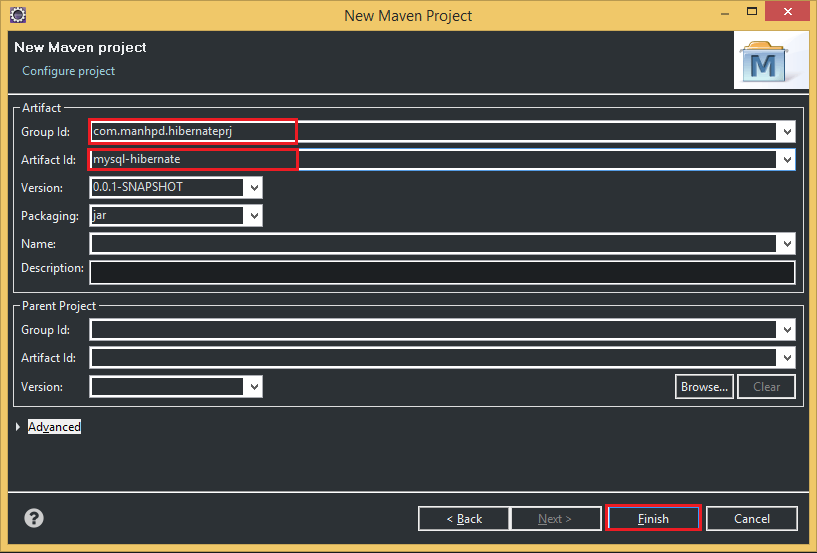 New Maven Project
New Maven project
Configure project
M
Artifact
Group Id: com.manhpd.hibernateprj
Artifact Id: mysql-hibernate
Version: 0.0.1-SNAPSHOT
Packaging: jar
Name:
Description:
Parent Project
Group Id:
Artifact Id:
Version:
Browse... Clear
Advanced
? < Back Next > Finish Cancel